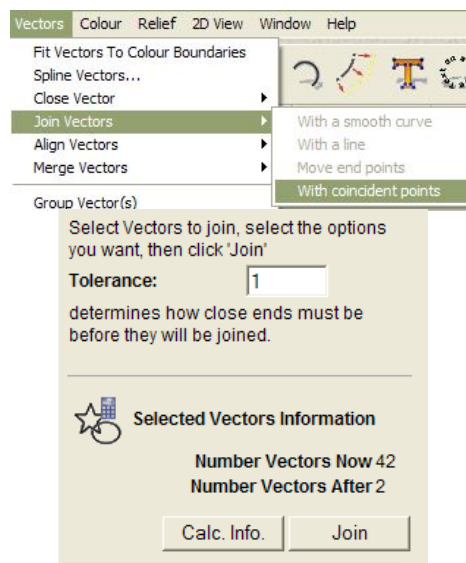 Vectors Colour Relief 2D View Window Help
Fit Vectors To Colour Boundaries
Spline Vectors...
Close Vector
Join Vectors
Align Vectors
Merge Vectors
Group Vector(s)
With a smooth curve
With a line
Move end points
With coincident points
Select Vectors to join, select the options
you want, then click 'Join'
Tolerance: 1
determines how close ends must be
before they will be joined.
Selected Vectors Information
Number Vectors Now 42
Number Vectors After 2
Calc. Info. Join